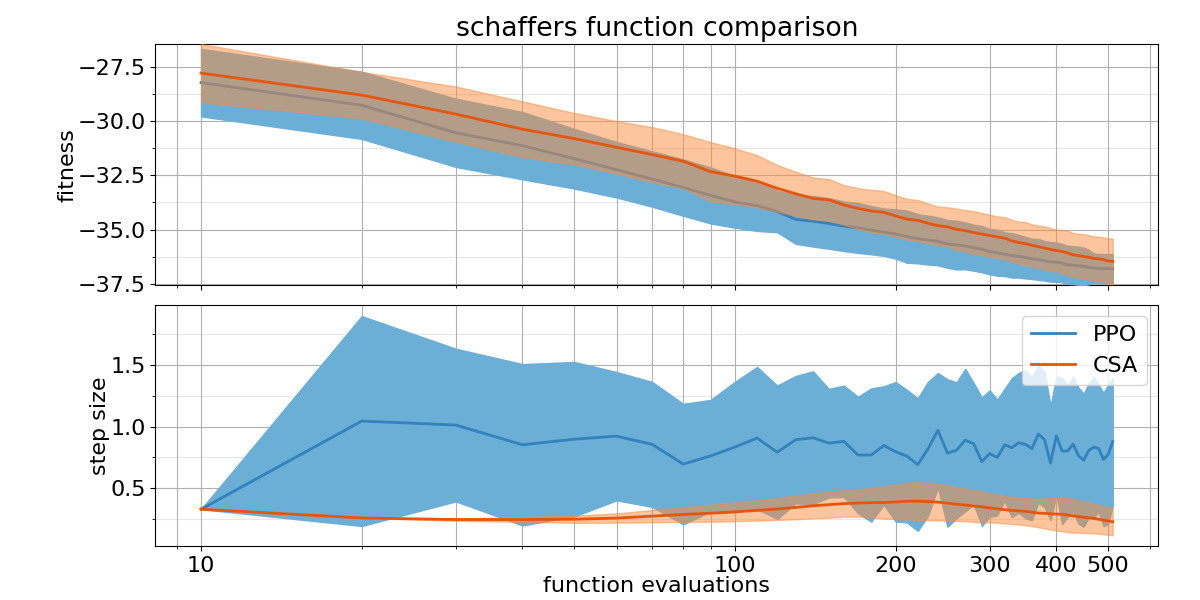 schaffers function comparison
fitness
−27.5
−30.0
−32.5
−35.0
−37.5
step size
1.5
1.0
0.5
PPO
CSA
10 100 200 300 400 500
function evaluations